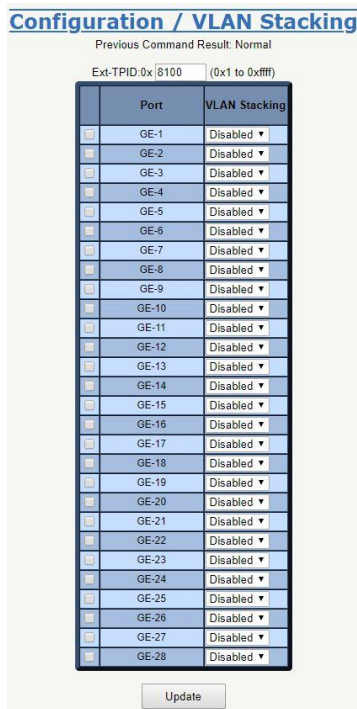 Configuration / VLAN Stacking
Previous Command Result: Normal
Ext-TPID:0x 8100 (0x1 to 0xffff)
Port VLAN Stacking
GE-1 Disabled
GE-2 Disabled
GE-3 Disabled
GE-4 Disabled
GE-5 Disabled
GE-6 Disabled
GE-7 Disabled
GE-8 Disabled
GE-9 Disabled
GE-10 Disabled
GE-11 Disabled
GE-12 Disabled
GE-13 Disabled
GE-14 Disabled
GE-15 Disabled
GE-16 Disabled
GE-17 Disabled
GE-18 Disabled
GE-19 Disabled
GE-20 Disabled
GE-21 Disabled
GE-22 Disabled
GE-23 Disabled
GE-24 Disabled
GE-25 Disabled
GE-26 Disabled
GE-27 Disabled
GE-28 Disabled
Update